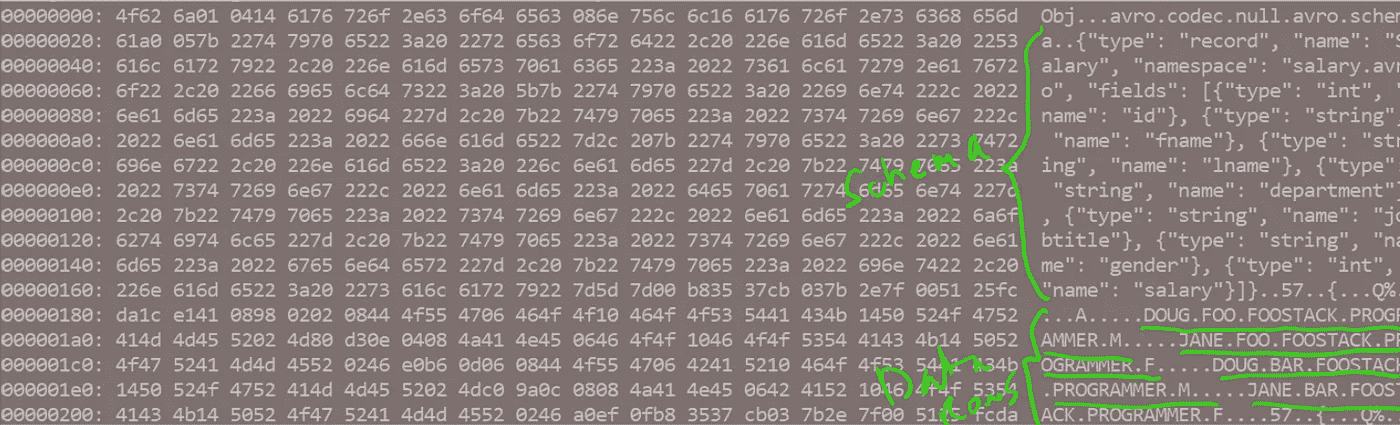 00000000: 4f62 6a01 0414 6176 726f 2e63 6f64 6563 086e 756c 6c16 6176 726f 2e73 6368 656d Obj...avro.codec.null.avro.schem
00000020: 61a0 057b 2274 7970 6522 3a20 2272 6563 6f72 6422 2c20 226e 616d 6522 3a20 2253 a..{"type": "record", "name": "S
00000040: 616c 6172 7922 2c20 226e 616d 6573 7061 6365 223a 2022 7361 6c61 7279 2e61 7672 alary", "namespace": "salary.avr
00000060: 6f22 2c20 2266 6965 6c64 7322 3a20 5b7b 2274 7970 6522 3a20 2269 6e74 222c 2022 o", "fields": [{"type": "int",
00000080: 6e61 6d65 223a 2022 6964 227d 2c20 7b22 7479 7065 223a 2022 7374 7269 6e67 222c name": "id"}, {"type": "string"
000000a0: 2022 6e61 6d65 223a 2022 666e 616d 6522 7d2c 207b 2274 7970 6522 3a20 2273 7472 "name": "fname"}, {"type": "str
000000c0: 696e 6722 2c20 226e 616d 6522 3a20 226c 6e61 6d65 227d 2c20 7b22 7479 7065 223a ing", "name": "lname"}, {"type"
Schema
000000e0: 2022 7374 7269 6e67 222c 2022 6e61 6d65 223a 2022 6465 7061 7274 6d65 6e74 227d "string", "name": "department"
00000100: 2c20 7b22 7479 7065 223a 2022 7374 7269 6e67 222c 2022 6e61 6d65 223a 2022 6a6f , {"type": "string", "name": "j
00000120: 6274 6974 6c65 227d 2c20 7b22 7479 7065 223a 2022 7374 7269 6e67 222c 2022 6e61 btitle"}, {"type": "string", "n
00000140: 6d65 223a 2022 6765 6e64 6572 227d 2c20 7b22 7479 7065 223a 2022 696e 7422 2c20 me": "gender"}, {"type": "int"
00000160: 226e 616d 6522 3a20 2273 616c 6172 7922 7d5d 7d00 b835 37cb 037b 2e7f 0051 25fc "name": "salary"}]}..57..{...Q%.
00000180: da1c e141 0898 0202 0844 4f55 4706 464f 4f10 464f 4f53 5441 434b 1450 524f 4752 ...A.....DOUG.FOO.FOOSTACK.PROG
000001a0: 414d 4d45 5202 4d80 d30e 0408 4a41 4e45 0646 4f4f 1046 4f4f 5354 4143 4b14 5052 AMMER.M.....JANE.FOO.FOOSTACK.P
000001c0: 4f47 5241 4d4d 4552 0246 e0b6 0d06 0844 4f55 4706 4241 5210 464f 4f53 OGRAMMER.F.....DOUG.BAR.FOOSTAC
Data Rows
000001e0: 1450 524f 4752 414d 4d45 5202 4dc0 0808 4a41 4e45 0642 4152 .PROGRAMMER.M.....JANE.BAR.FOOS
00000200: 4143 4b14 5052 4f47 5241 4d4d 4552 0246 a0ef 0fb8 3537 cb03 7b2e 7f00 fcda ACK.PROGRAMMER.F....57..{...Q%.